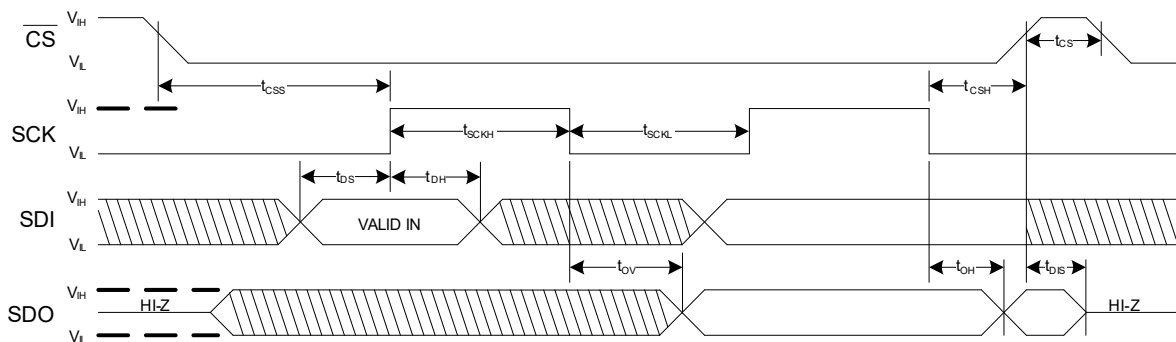 CS
VIH
VIL
tCS
tCSS
tCSH
SCK
VIH
VIL
tSCKH
tSCKL
tDS
tDH
SDI
VIH
VIL
VALID IN
tOV
tOH
tDIS
SDO
VIH
VIL
HI-Z
HI-Z